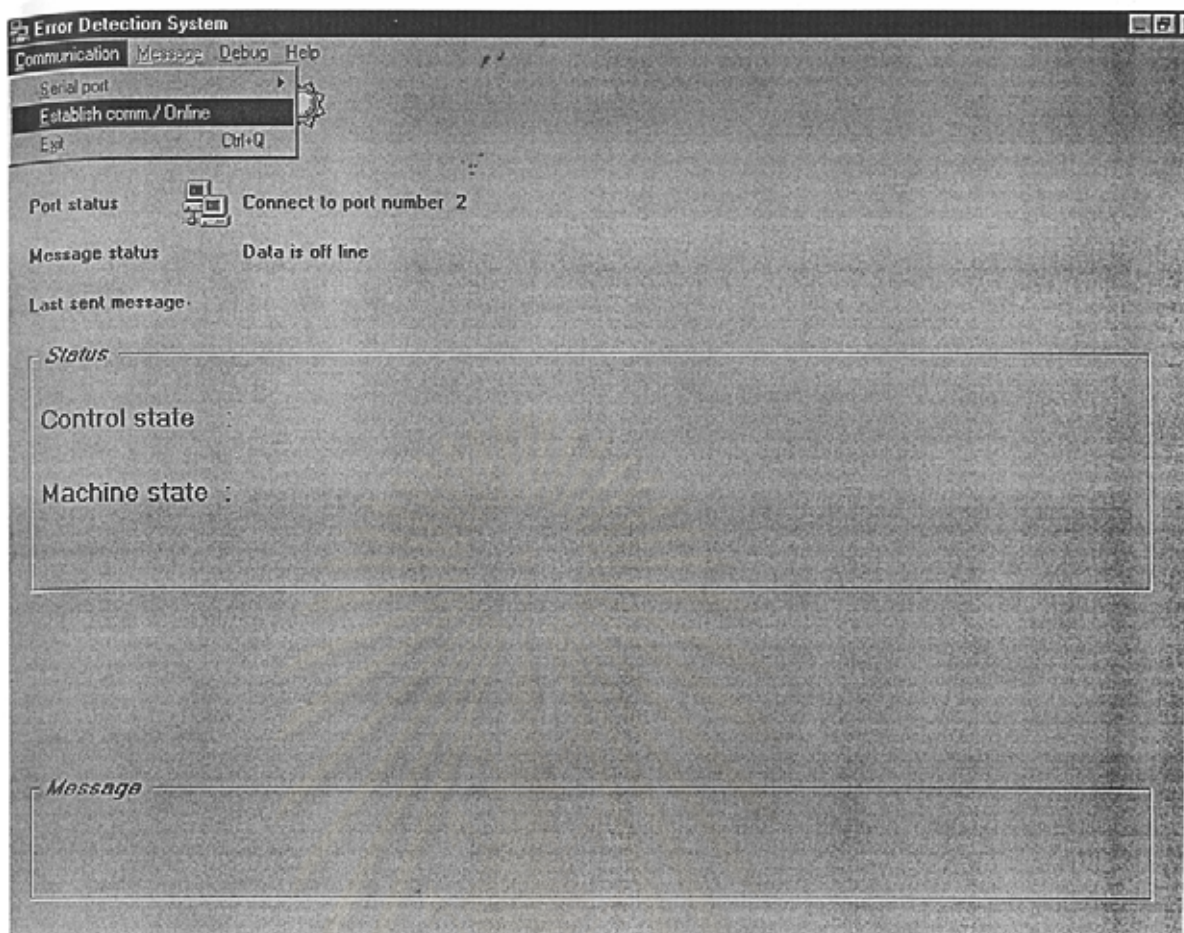 Error Detection System
Communication Message Debug Help
Serial port
Establish comm./ Online
Exit Ctrl+Q
Port status Connect to port number 2
Message status Data is off line
Last sent message
Status
Control state :
Machine state :
Message